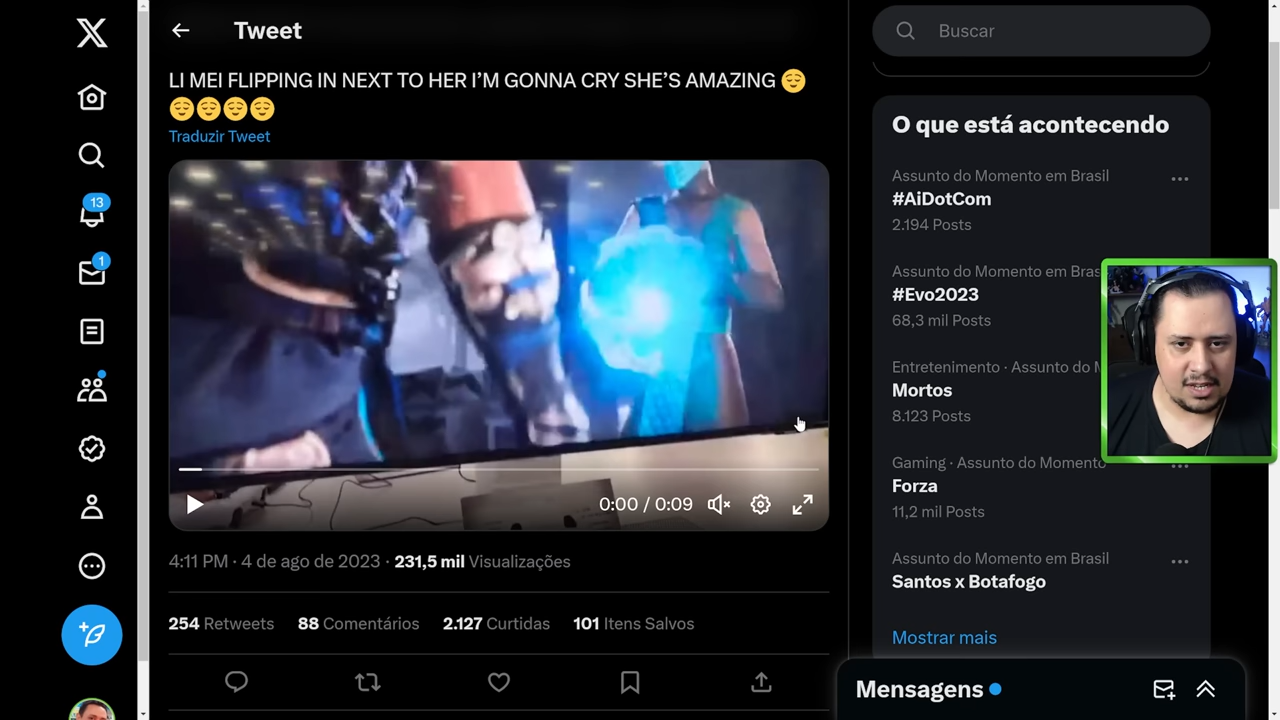 Tweet
LI MEI FLIPPING IN NEXT TO HER I'M GONNA CRY SHE'S AMAZING 😌
😌😌😌😌
Traduzir Tweet
0:00 / 0:09
4:11 PM · 4 de ago de 2023 · 231,5 mil Visualizações
254 Retweets 88 Comentários 2.127 Curtidas 101 Itens Salvos
13
1
Buscar
O que está acontecendo
Assunto do Momento em Brasil
#AiDotCom
2.194 Posts
Assunto do Momento em Bras
#Evo2023
68,3 mil Posts
Entretenimento · Assunto do M
Mortos
8.123 Posts
Gaming · Assunto do Momento
Forza
11,2 mil Posts
Assunto do Momento em Brasil
Santos x Botafogo
Mostrar mais
Mensagens